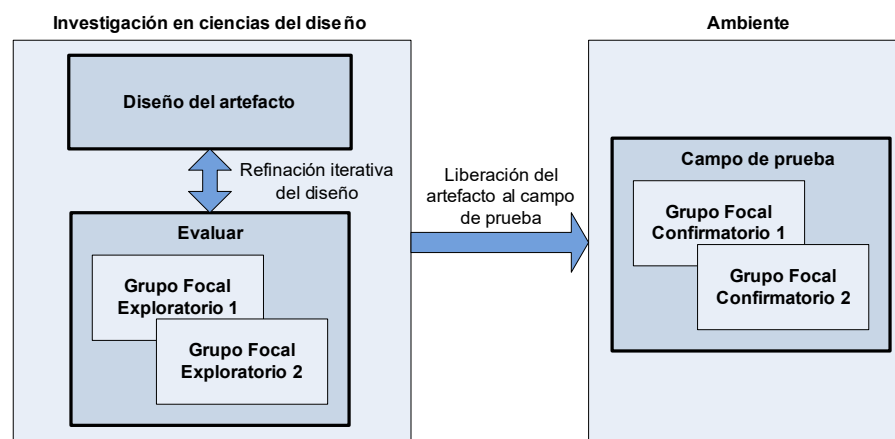 Investigación en ciencias del diseño
Diseño del artefacto
Refinación iterativa
del diseño
Evaluar
Grupo Focal
Exploratorio 1
Grupo Focal
Exploratorio 2
Liberación del
artefacto al campo
de prueba
Ambiente
Campo de prueba
Grupo Focal
Confirmatorio 1
Grupo Focal
Confirmatorio 2